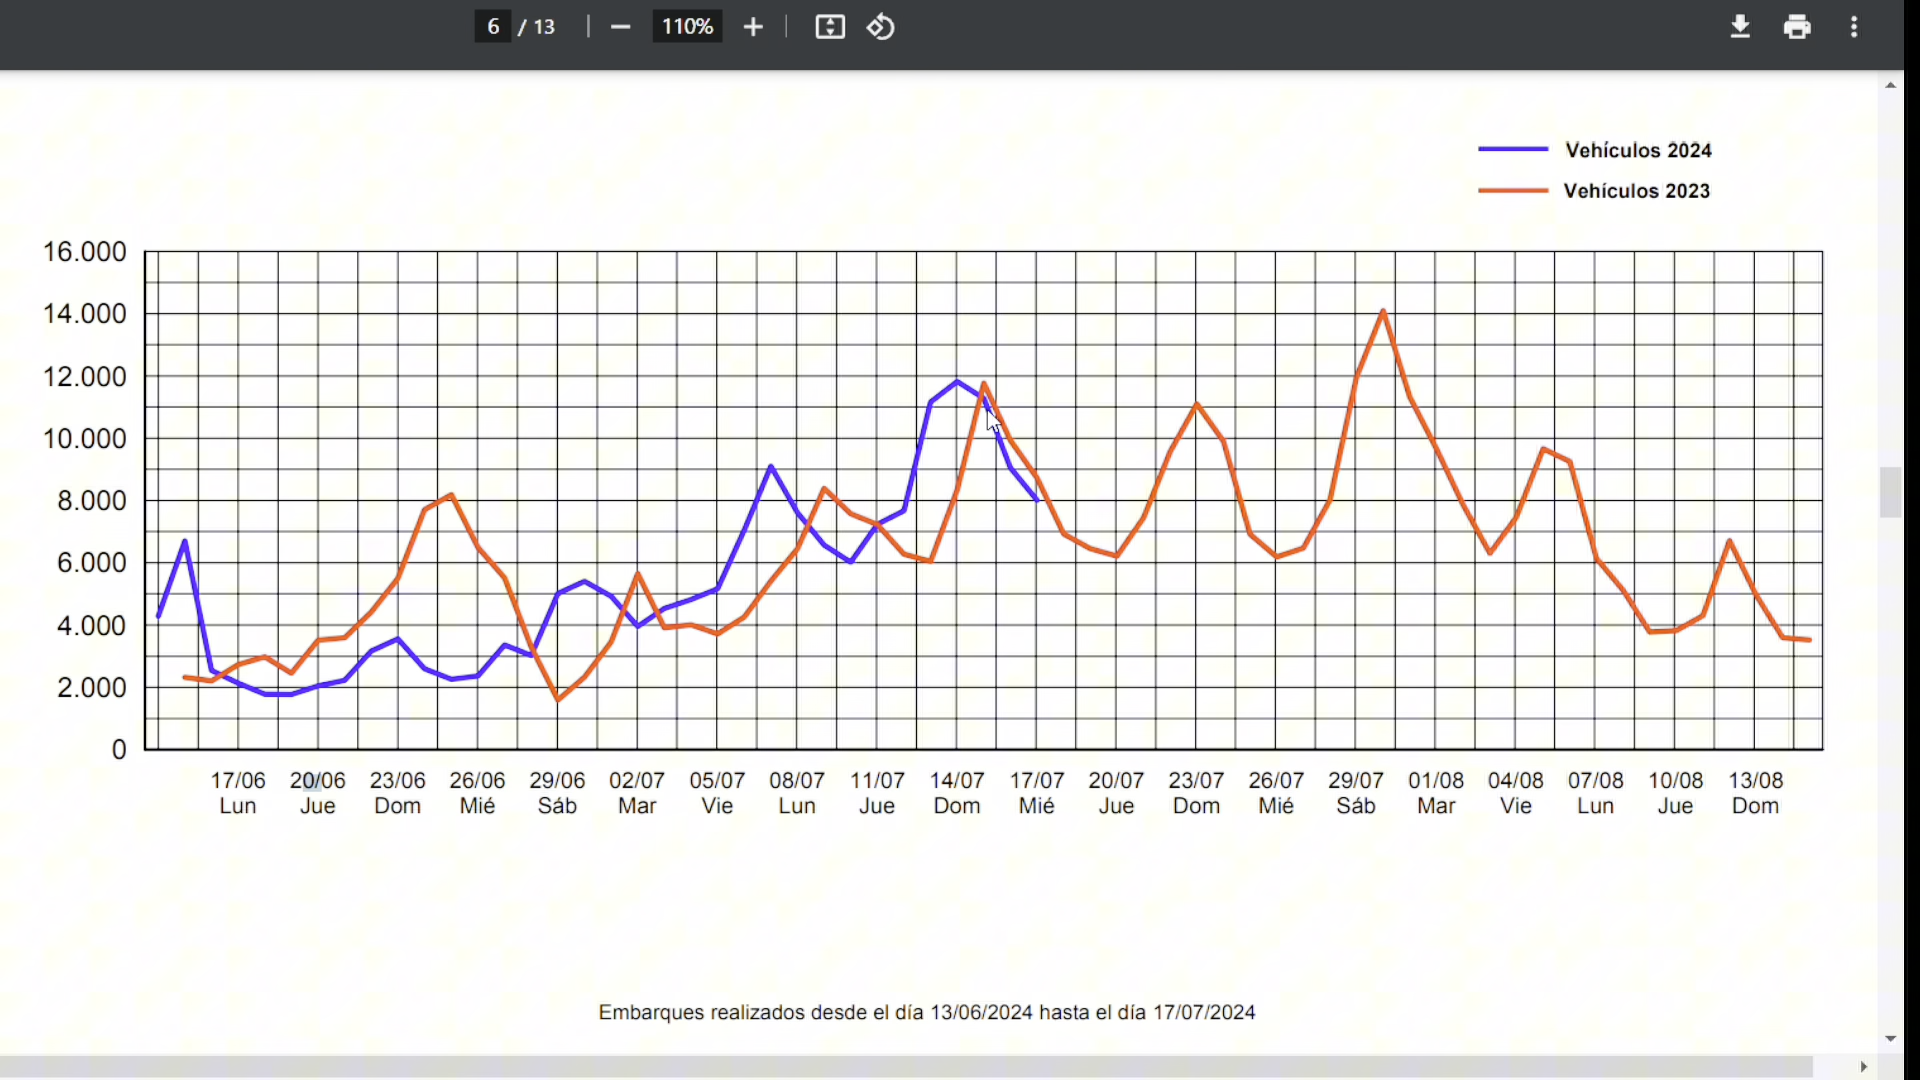 6 / 13 110%
Vehículos 2024
Vehículos 2023
16.000
14.000
12.000
10.000
8.000
6.000
4.000
2.000
0
17/06 20/06 23/06 26/06 29/06 02/07 05/07 08/07 11/07 14/07 17/07 20/07 23/07 26/07 29/07 01/08 04/08 07/08 10/08 13/08
Lun Jue Dom Mié Sáb Mar Vie Lun Jue Dom Mié Jue Dom Mié Sáb Mar Vie Lun Jue Dom
Embarques realizados desde el día 13/06/2024 hasta el día 17/07/2024